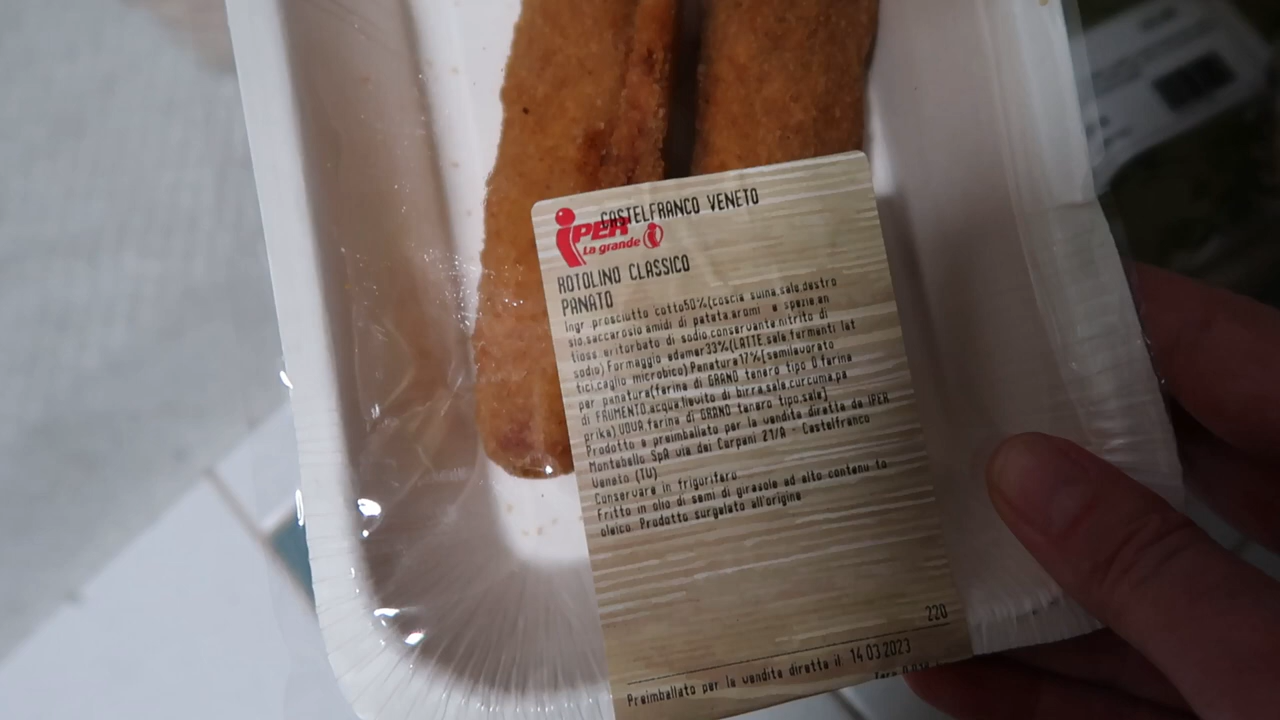 CASTELFRANCO VENETO
IPER
La grande i
ROTOLINO CLASSICO
PANATO
Ingr.prosciutto cotto50%(coscia suina,sale,destro
sio,saccarosio amidi di patata,aromi e spezie,an
tioss eritorbato di sodio,conservante,nitrito di
sodio)Formaggio edamer33%(LATTE,sale,fermenti lat
tici,caglio microbico)Panatura17%[semilavorato
per panatura(farina di GRANO tenero tipo 0 farina
di FRUMENTO,acqua,lievito di birra,sale,curcuma,pa
prika)UOVA,farina di GRANO tenero tipo,sale]
Prodotto e preimballato per la vendita diretta da IPER
Montebello SpA via dei Carpani 21/A - Castelfranco
Veneto (TV)
Conservare in frigorifero
Fritto in olio di semi di girasole ad alto contenu to
oleico. Prodotto surgelato all'origine
220
Preimballato per la vendita diretta il 14 03 2023